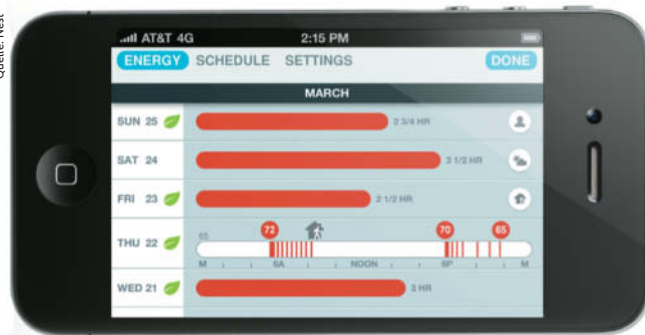 Quelle: Nest
AT&T 4G 2:15 PM
ENERGY SCHEDULE SETTINGS DONE
MARCH
SUN 25 2 3/4 HR
SAT 24 3 1/2 HR
FRI 23 2 1/2 HR
THU 22 65 72 70 65
M 6A NOON 6P M
WED 21 3 HR